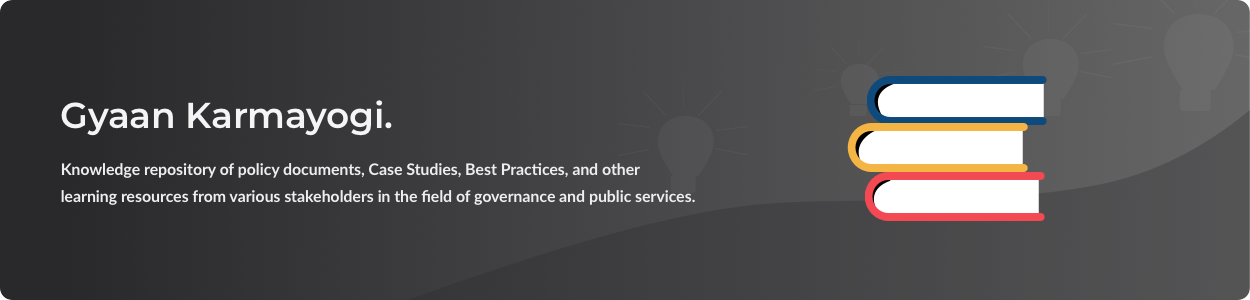 Gyaan Karmayogi.
Knowledge repository of policy documents, Case Studies, Best Practices, and other
learning resources from various stakeholders in the field of governance and public services.